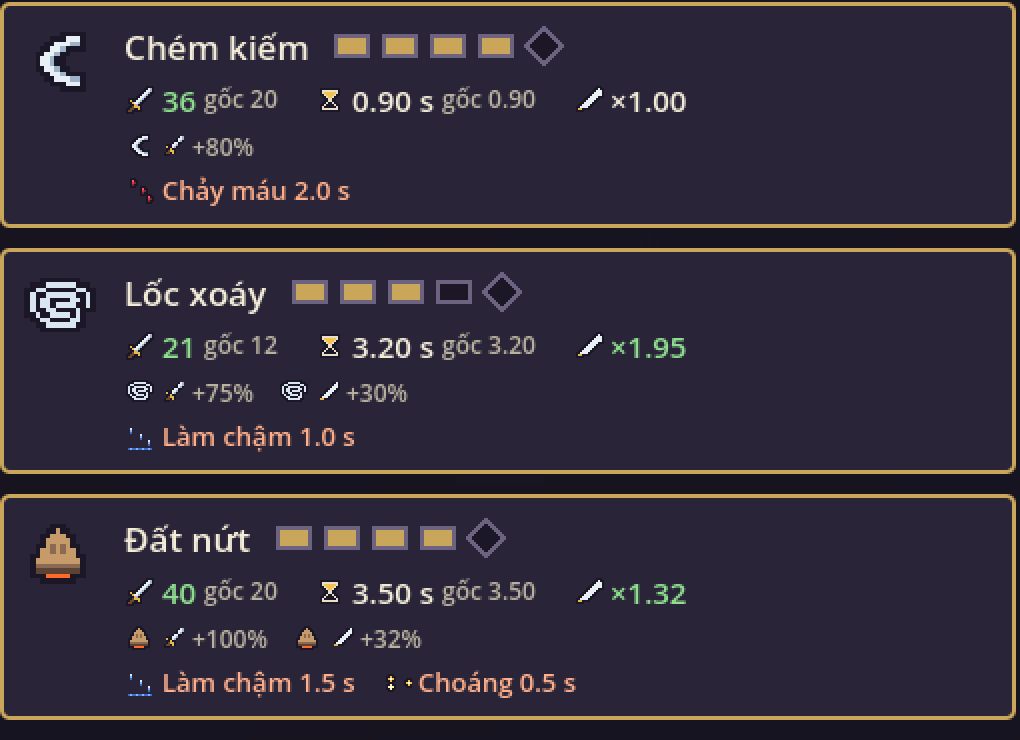 Chém kiếm
36 gốc 20 0.90 s gốc 0.90 ×1.00
+80%
Chảy máu 2.0 s
Lốc xoáy
21 gốc 12 3.20 s gốc 3.20 ×1.95
+75% +30%
Làm chậm 1.0 s
Đất nứt
40 gốc 20 3.50 s gốc 3.50 ×1.32
+100% +32%
Làm chậm 1.5 s Choáng 0.5 s